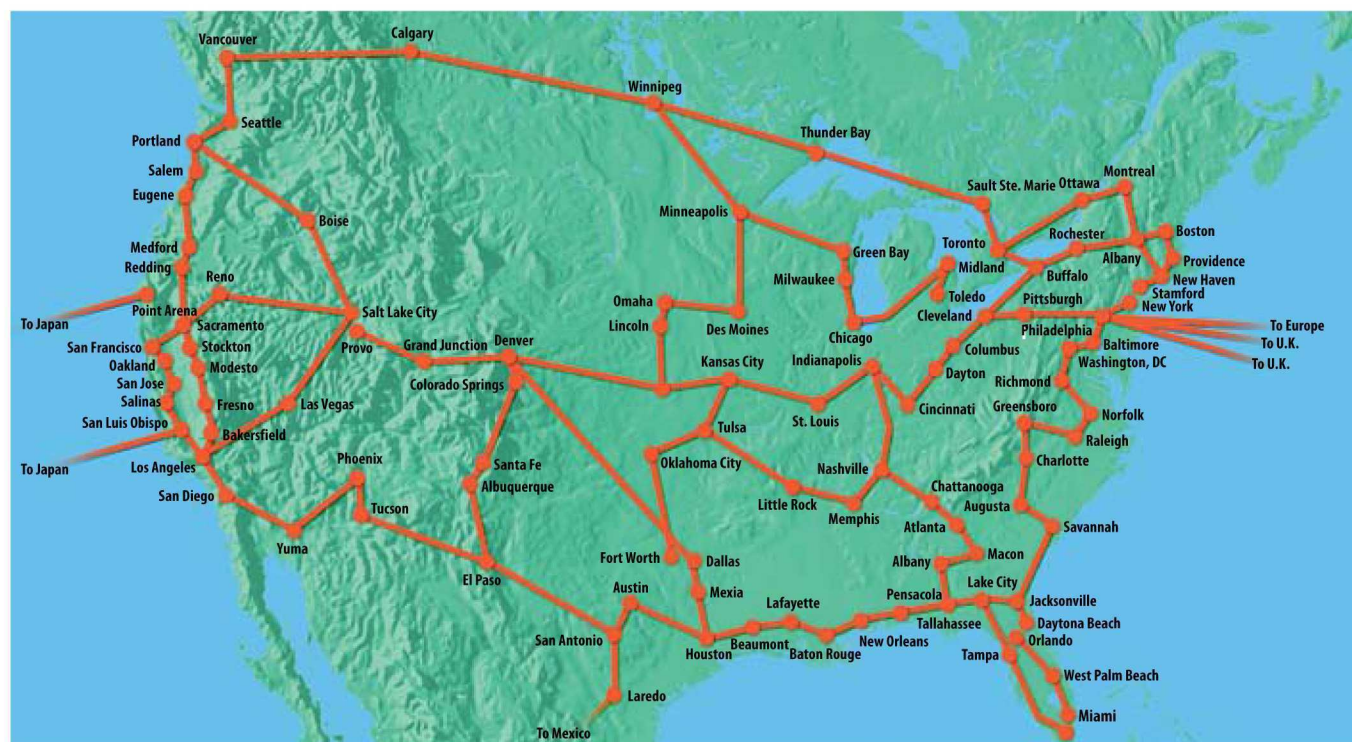 Vancouver
Calgary
Winnipeg
Seattle
Thunder Bay
Portland
Salem
Sault Ste. Marie
Ottawa
Montreal
Eugene
Boise
Minneapolis
Medford
Redding
Reno
Green Bay
Toronto
Midland
Rochester
Boston
Albany
Providence
Buffalo
New Haven
Milwaukee
Toledo
Stamford
Point Arena
To Japan
Sacramento
Salt Lake City
Omaha
Lincoln
Des Moines
Chicago
Cleveland
Pittsburgh
New York
Philadelphia
To Europe
To U.K.
To U.K.
San Francisco
Stockton
Provo
Grand Junction
Denver
Kansas City
Indianapolis
Columbus
Baltimore
Washington, DC
Oakland
Modesto
Colorado Springs
Dayton
San Jose
Richmond
Salinas
Fresno
Las Vegas
St. Louis
Cincinnati
Greensboro
Norfolk
San Luis Obispo
Bakersfield
Tulsa
Raleigh
To Japan
Los Angeles
Phoenix
Santa Fe
Oklahoma City
Nashville
Charlotte
San Diego
Albuquerque
Little Rock
Memphis
Chattanooga
Augusta
Tucson
Atlanta
Savannah
Yuma
El Paso
Fort Worth
Dallas
Albany
Macon
Austin
Mexia
Lafayette
Pensacola
Lake City
Jacksonville
San Antonio
Houston
Beaumont
Baton Rouge
New Orleans
Tallahassee
Daytona Beach
Orlando
Tampa
West Palm Beach
Laredo
Miami
To Mexico